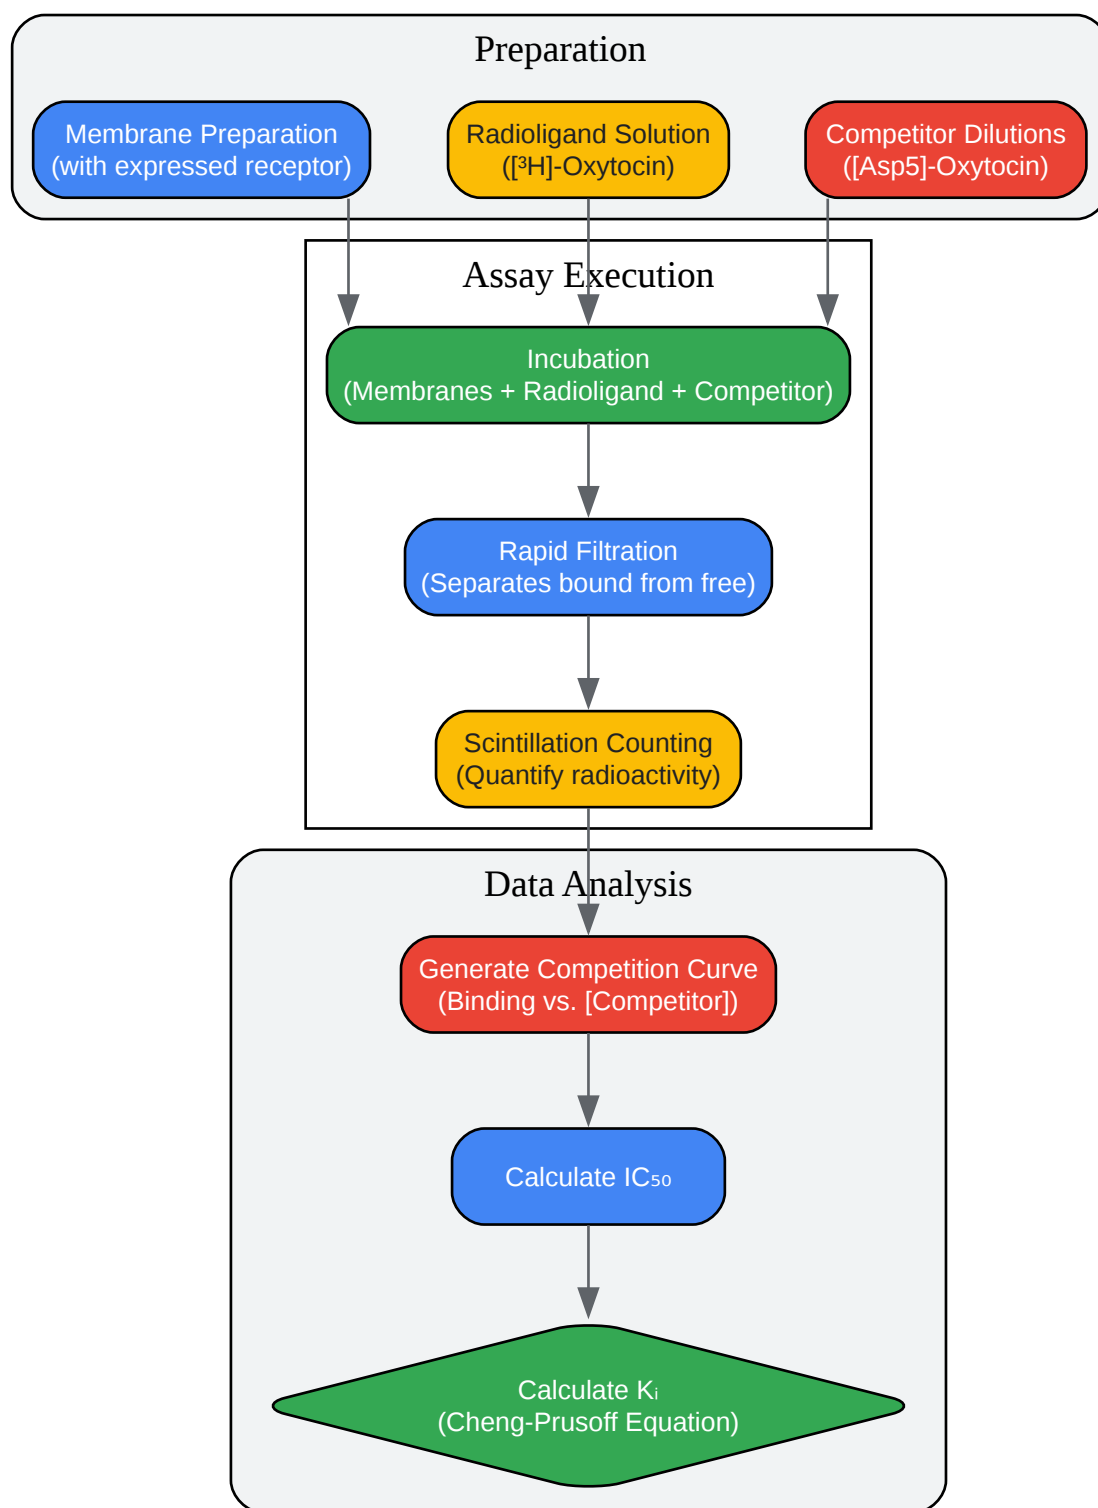 Preparation
Membrane Preparation
(with expressed receptor)
Radioligand Solution
([³H]-Oxytocin)
Competitor Dilutions
([Asp5]-Oxytocin)
Assay Execution
Incubation
(Membranes + Radioligand + Competitor)
Rapid Filtration
(Separates bound from free)
Scintillation Counting
(Quantify radioactivity)
Data Analysis
Generate Competition Curve
(Binding vs. [Competitor])
Calculate IC₅₀
Calculate Kᵢ
(Cheng-Prusoff Equation)